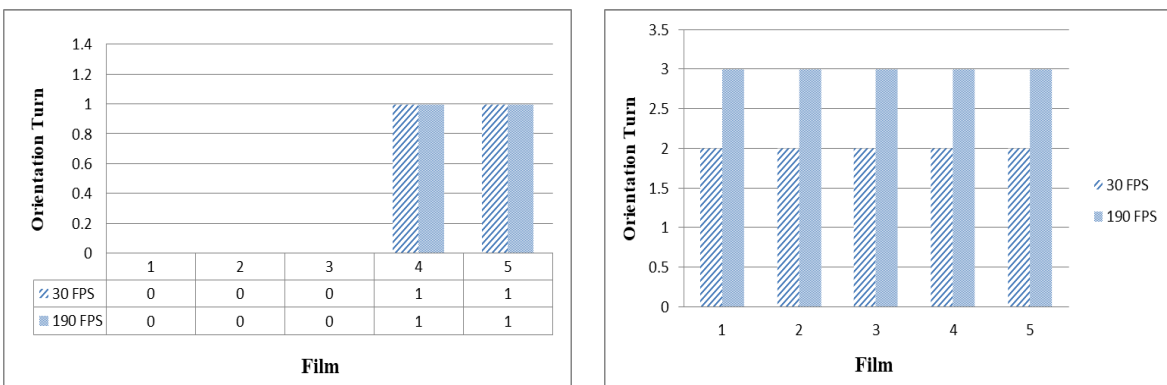 1.4
1.2
1
0.8
0.6
0.4
0.2
0
Orientation Turn
1 2 3 4 5
30 FPS 0 0 0 1 1
190 FPS 0 0 0 1 1
Film
3.5
3
2.5
2
1.5
1
0.5
0
Orientation Turn
1 2 3 4 5
Film
30 FPS
190 FPS